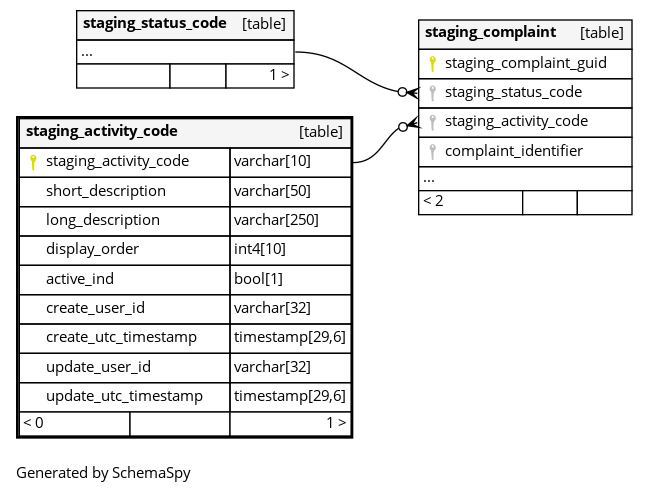 staging_status_code [table]
...
1 >
staging_complaint [table]
staging_complaint_guid
staging_status_code
staging_activity_code
complaint_identifier
...
< 2
staging_activity_code [table]
staging_activity_code varchar[10]
short_description varchar[50]
long_description varchar[250]
display_order int4[10]
active_ind bool[1]
create_user_id varchar[32]
create_utc_timestamp timestamp[29,6]
update_user_id varchar[32]
update_utc_timestamp timestamp[29,6]
< 0 1 >
Generated by SchemaSpy